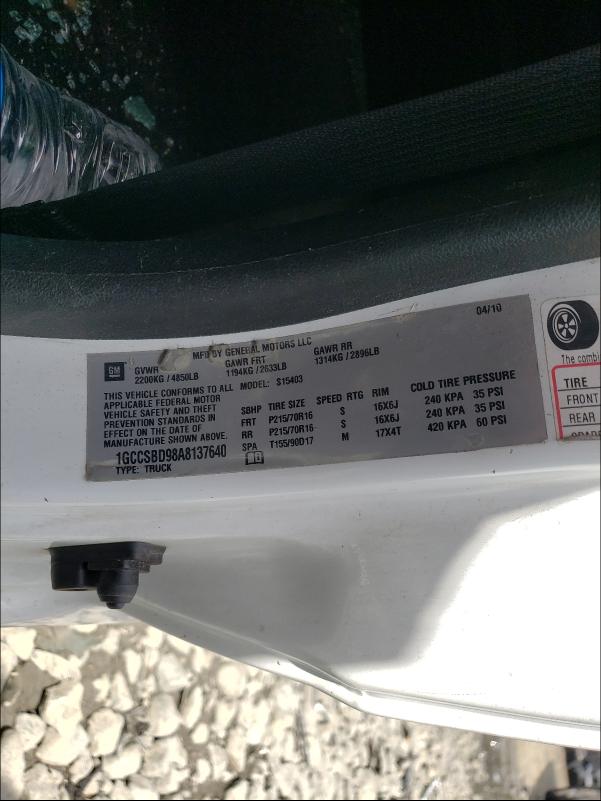 04/10
GM
MFD BY GENERAL MOTORS LLC
GVWR GAWR FRT GAWR RR
2200KG / 4850LB 1194KG / 2633LB 1314KG / 2896LB
THIS VEHICLE CONFORMS TO ALL MODEL: S15403
APPLICABLE FEDERAL MOTOR
VEHICLE SAFETY AND THEFT
PREVENTION STANDARDS IN
EFFECT ON THE DATE OF
MANUFACTURE SHOWN ABOVE.
1GCCSBD98A8137640
TYPE: TRUCK
SBHP TIRE SIZE SPEED RTG RIM COLD TIRE PRESSURE
FRT P215/70R16 S 16X6J 240 KPA 35 PSI
RR P215/70R16 S 16X6J 240 KPA 35 PSI
SPA T155/90D17 M 17X4T 420 KPA 60 PSI
The combi
TIRE
FRONT
REAR
SPARE